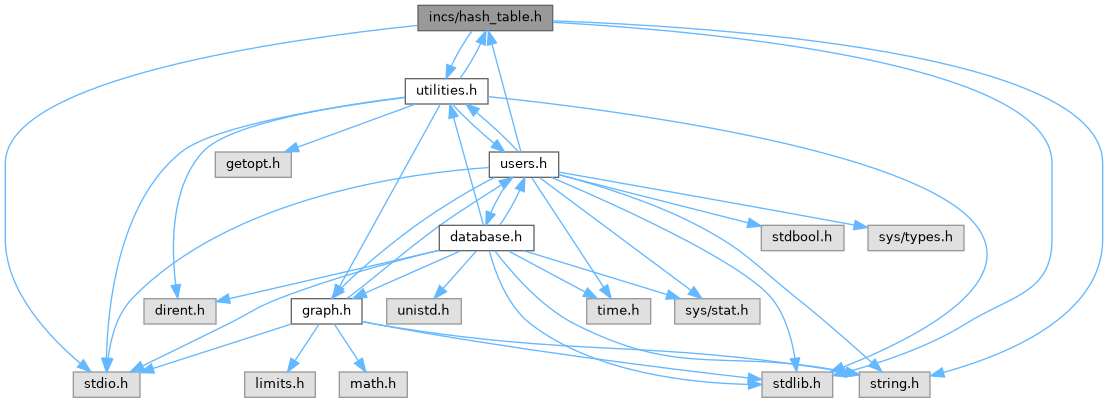 incs/hash_table.h
utilities.h
getopt.h
users.h
database.h
stdbool.h
sys/types.h
dirent.h
graph.h
unistd.h
time.h
sys/stat.h
stdio.h
limits.h
math.h
stdlib.h
string.h